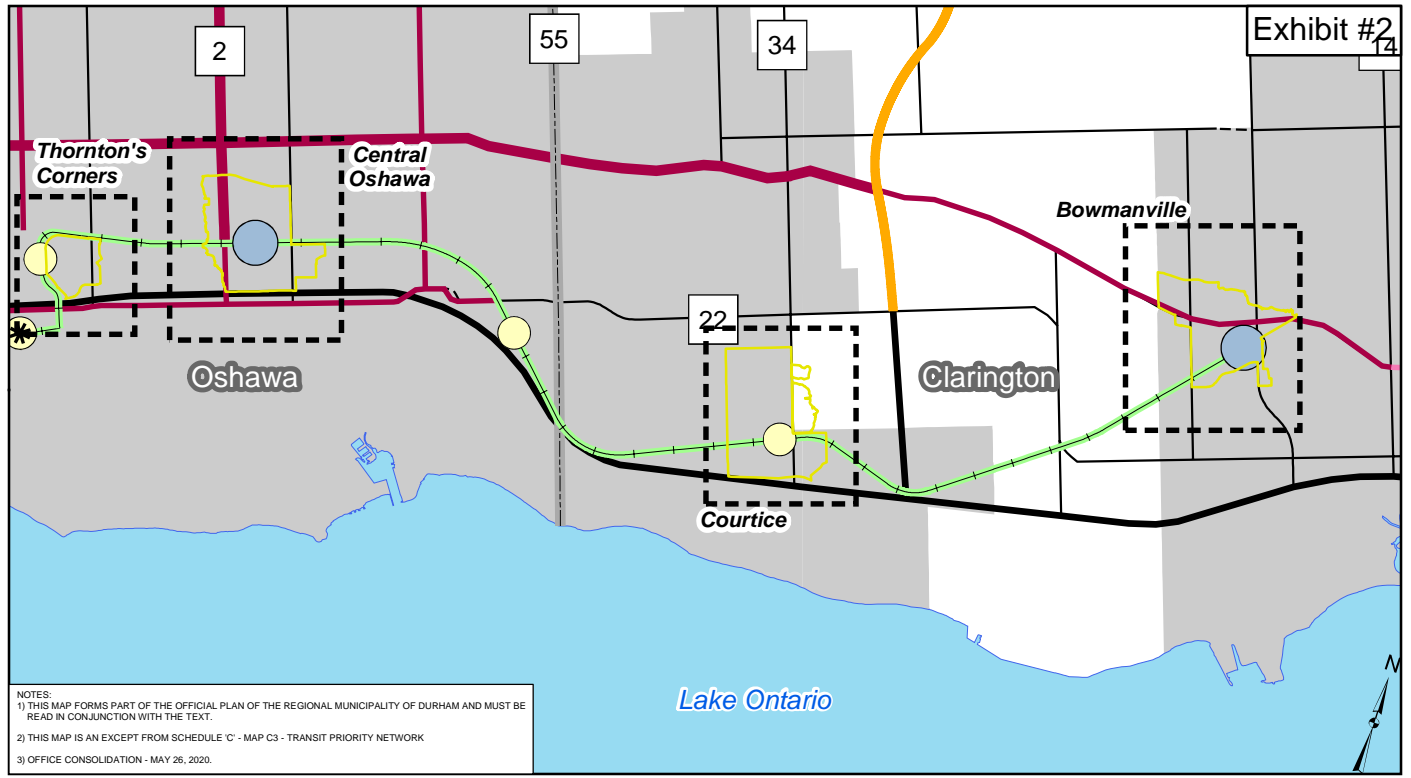 Exhibit #2
2
55
34
14
Thornton's
Corners
Central
Oshawa
Bowmanville
22
Oshawa
Clarington
Courtice
Lake Ontario
N
NOTES:
1) THIS MAP FORMS PART OF THE OFFICIAL PLAN OF THE REGIONAL MUNICIPALITY OF DURHAM AND MUST BE
READ IN CONJUNCTION WITH THE TEXT.
2) THIS MAP IS AN EXCEPT FROM SCHEDULE 'C' - MAP C3 - TRANSIT PRIORITY NETWORK
3) OFFICE CONSOLIDATION - MAY 26, 2020.